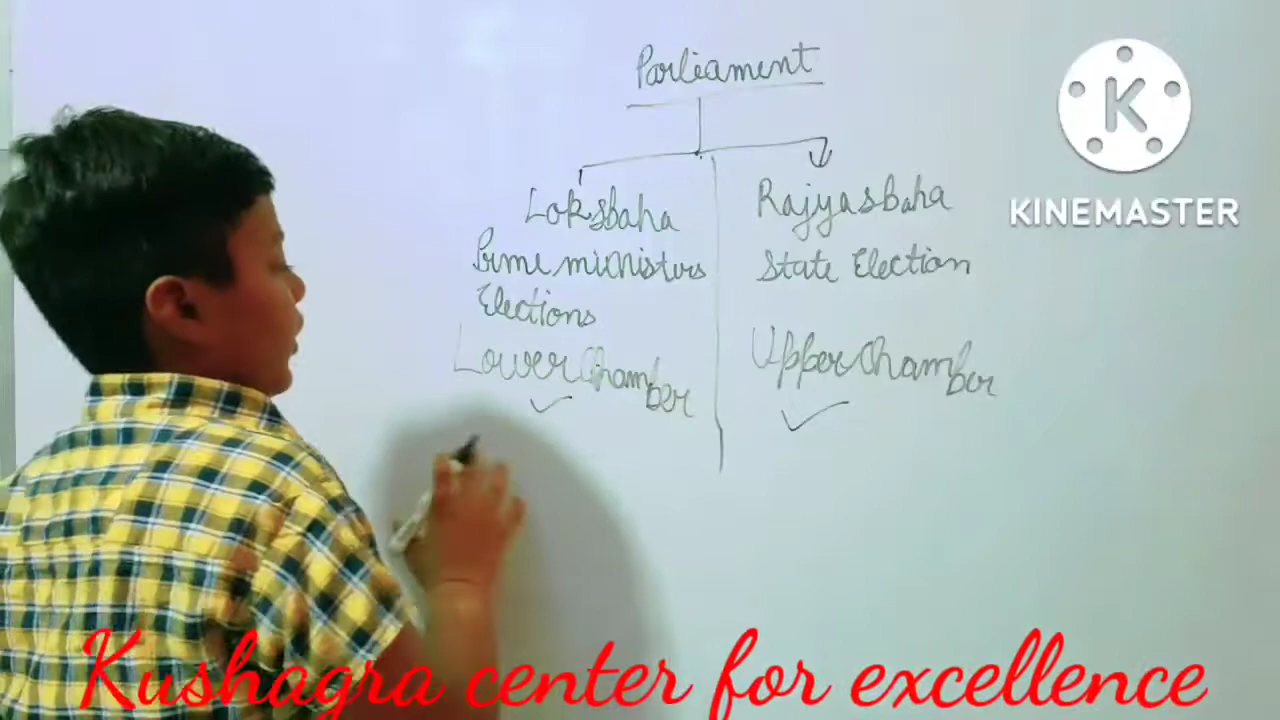 Parliament
Loksbaha
Prime ministers
Elections
Lower Chamber
Rajyasbaha
State Election
Upper Chamber
K
KINEMASTER
Kushagra center for excellence